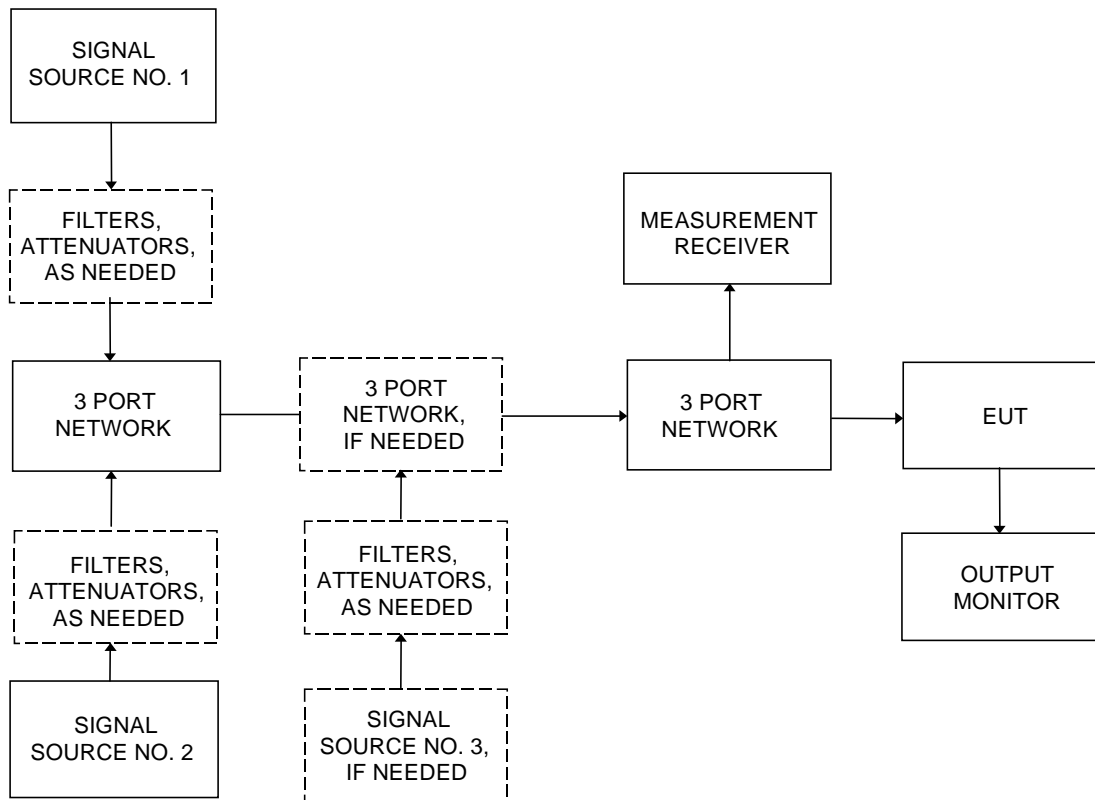 SIGNAL
SOURCE NO. 1
FILTERS,
ATTENUATORS,
AS NEEDED
MEASUREMENT
RECEIVER
3 PORT
NETWORK
3 PORT
NETWORK,
IF NEEDED
3 PORT
NETWORK
EUT
FILTERS,
ATTENUATORS,
AS NEEDED
FILTERS,
ATTENUATORS,
AS NEEDED
OUTPUT
MONITOR
SIGNAL
SOURCE NO. 2
SIGNAL
SOURCE NO. 3,
IF NEEDED